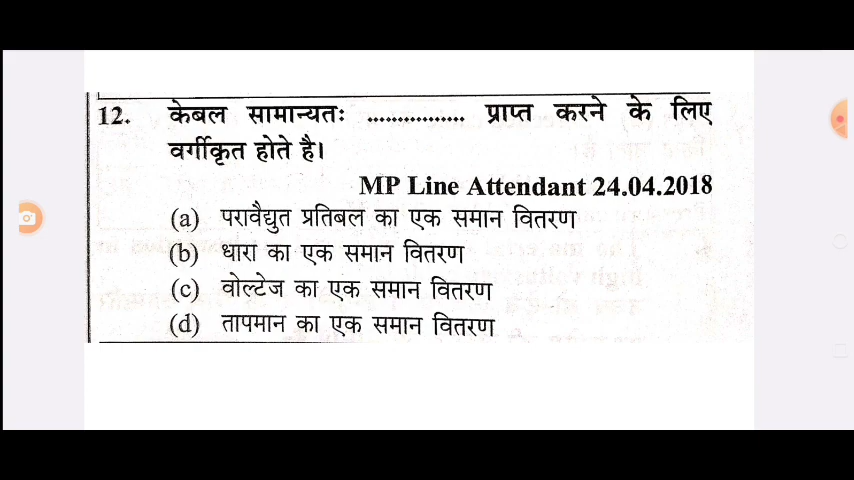 12. केबल सामान्यतः ................. प्राप्त करने के लिए
वर्गीकृत होते है।
MP Line Attendant 24.04.2018
(a) परावैद्युत प्रतिबल का एक समान वितरण
(b) धारा का एक समान वितरण
(c) वोल्टेज का एक समान वितरण
(d) तापमान का एक समान वितरण